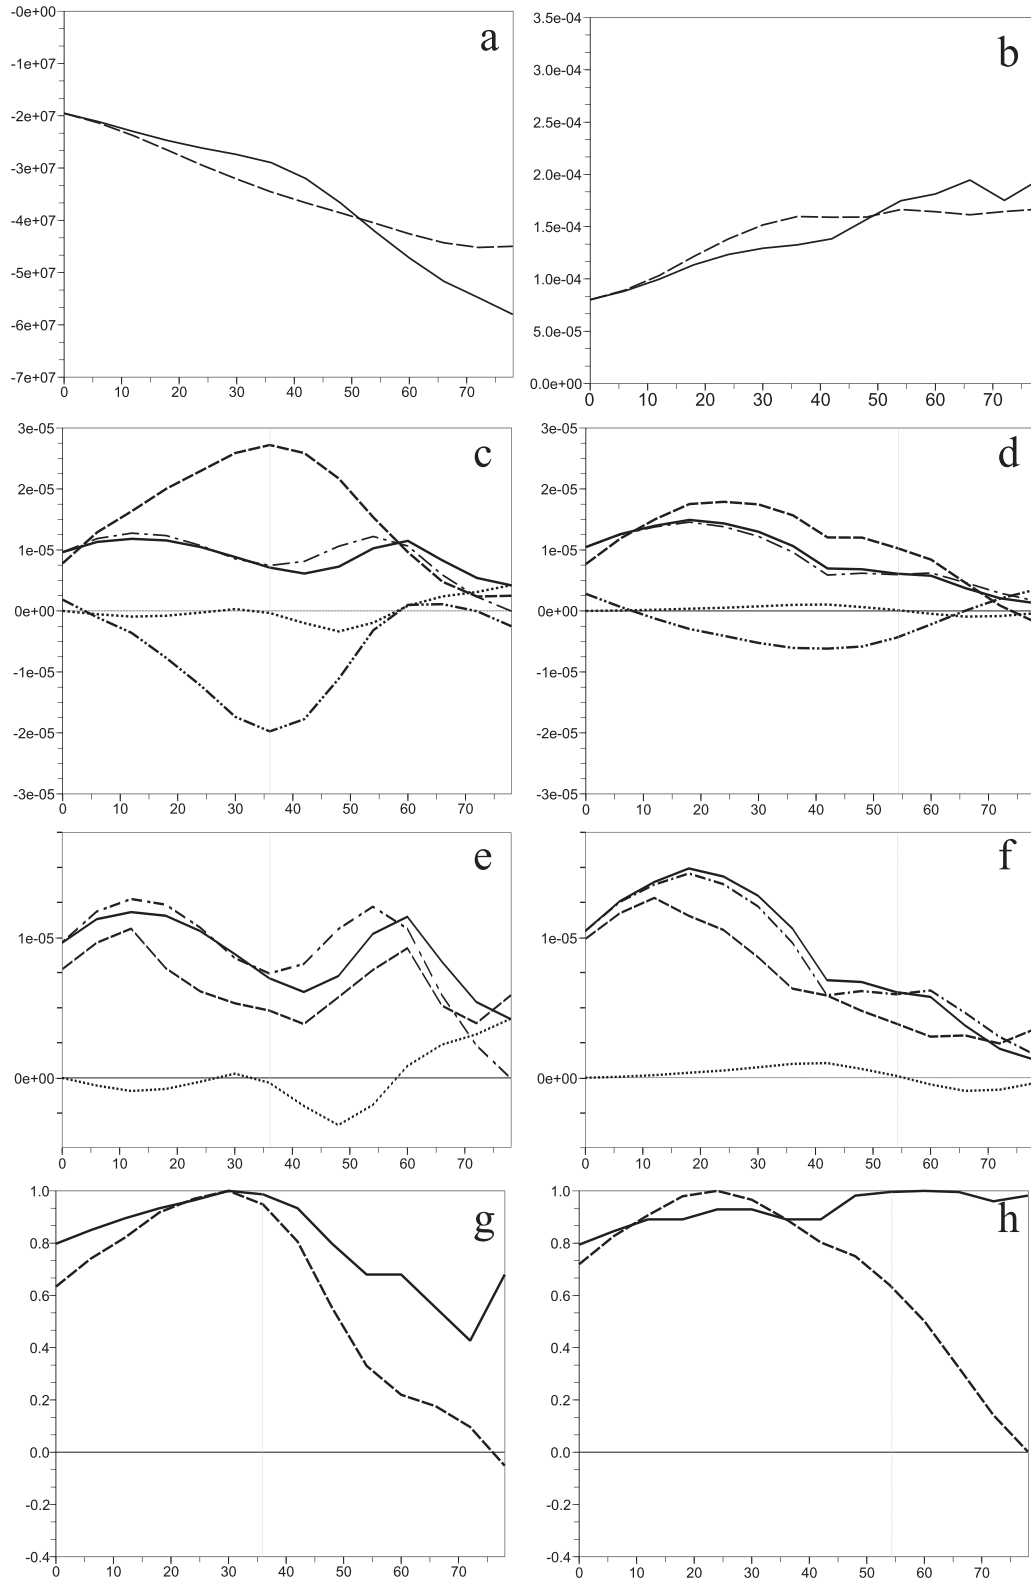 -0e+00
-1e+07
-2e+07
-3e+07
-4e+07
-5e+07
-6e+07
-7e+07
0 10 20 30 40 50 60 70
a
3.5e-04
3.0e-04
2.5e-04
2.0e-04
1.5e-04
1.0e-04
5.0e-05
0.0e+00
0 10 20 30 40 50 60 70
b
3e-05
2e-05
1e-05
0e+00
-1e-05
-2e-05
-3e-05
0 10 20 30 40 50 60 70
c
3e-05
2e-05
1e-05
0e+00
-1e-05
-2e-05
-3e-05
0 10 20 30 40 50 60 70
d
1e-05
0e+00
0 10 20 30 40 50 60 70
e
1e-05
0e+00
0 10 20 30 40 50 60 70
f
1.0
0.8
0.6
0.4
0.2
0.0
-0.2
-0.4
0 10 20 30 40 50 60 70
g
1.0
0.8
0.6
0.4
0.2
0.0
-0.2
-0.4
0 10 20 30 40 50 60 70
h